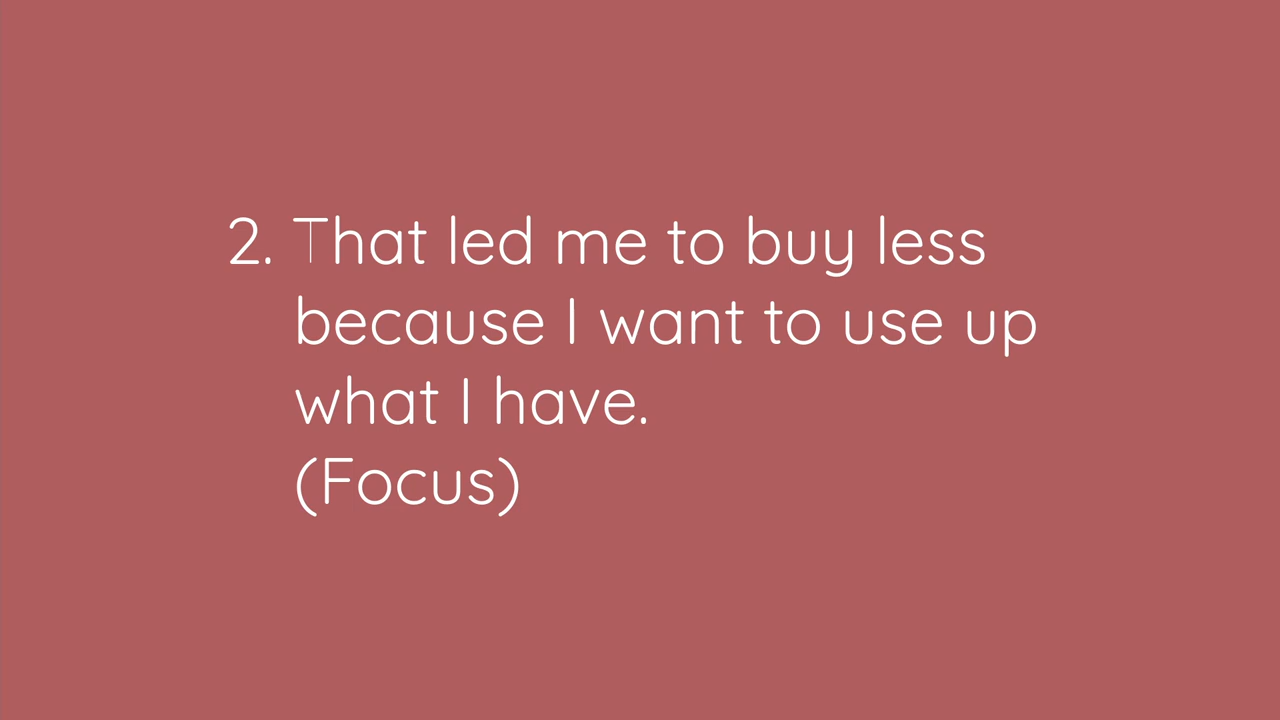 2. That led me to buy less
because I want to use up
what I have.
(Focus)